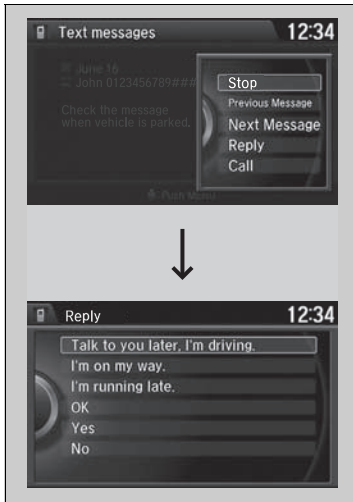 Text messages 12:34
June 16
John 0123456789###
Check the message
when vehicle is parked.
Stop
Previous Message
Next Message
Reply
Call
: Push Menu
Reply 12:34
Talk to you later, I'm driving.
I'm on my way.
I'm running late.
OK
Yes
No